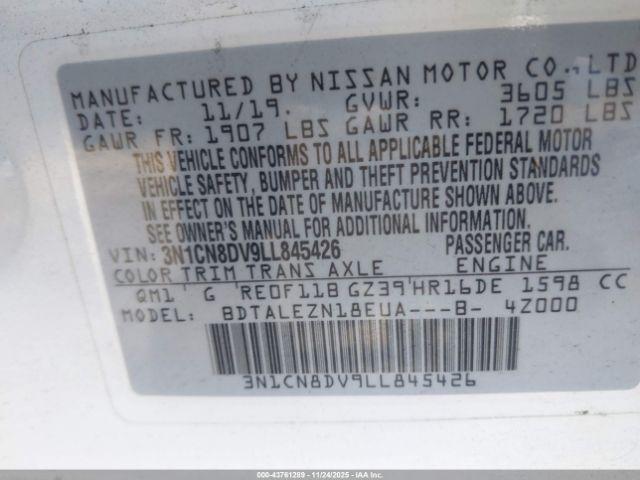 MANUFACTURED BY NISSAN MOTOR CO., LTD
DATE: 11/19. GVWR: 3605 LBS
GAWR FR: 1907 LBS GAWR RR: 1720 LBS
THIS VEHICLE CONFORMS TO ALL APPLICABLE FEDERAL MOTOR
VEHICLE SAFETY, BUMPER AND THEFT PREVENTION STANDARDS
IN EFFECT ON THE DATE OF MANUFACTURE SHOWN ABOVE.
SEE OWNER'S MANUAL FOR ADDITIONAL INFORMATION.
VIN: 3N1CN8DV9LL845426 PASSENGER CAR.
COLOR TRIM TRANS AXLE ENGINE
QM1 G RE0F11B GZ39 HR16DE 1598 CC
MODEL: BDTALEZN18EUA---B- 4Z000
3N1CN8DV9LL845426
000-43761289 - 11/24/2025 - IAAI.COM